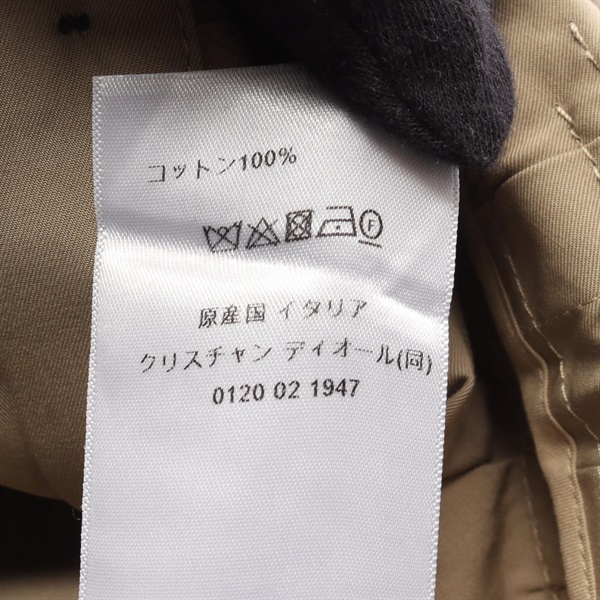 コットン100%
F
原産国 イタリア
クリスチャン ディオール(同)
0120 02 1947